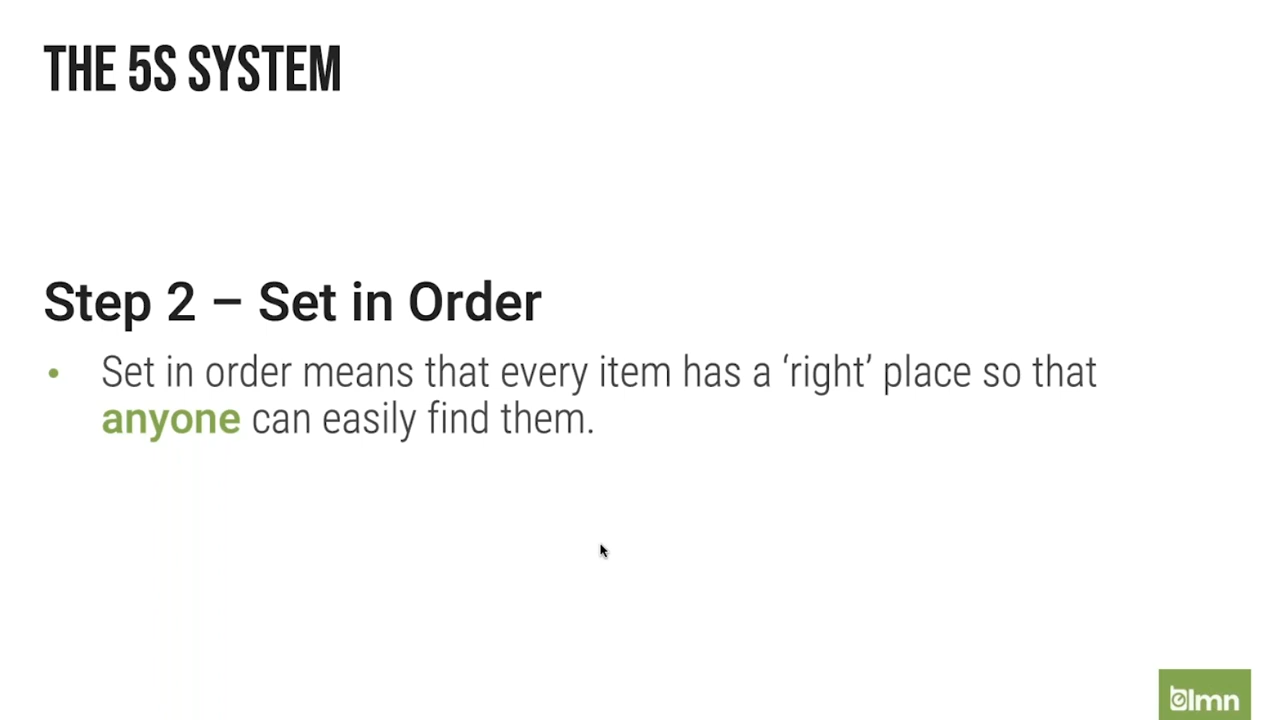 THE 5S SYSTEM
Step 2 – Set in Order
• Set in order means that every item has a ‘right’ place so that
anyone can easily find them.
lmn